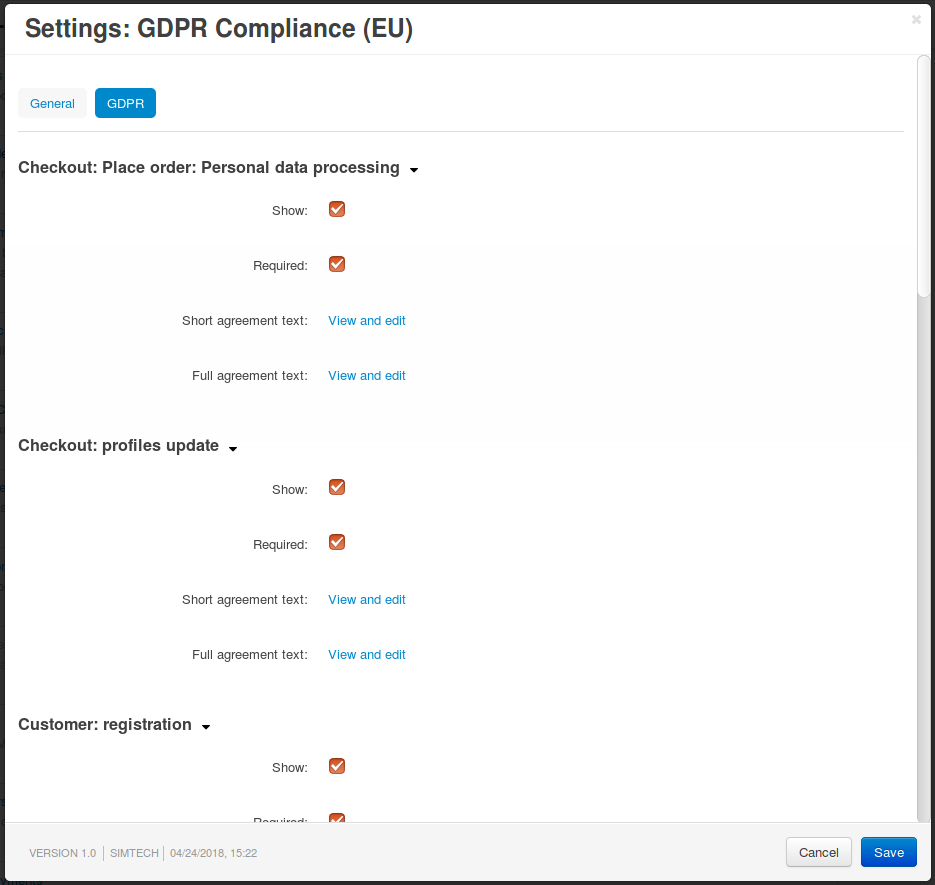 Settings: GDPR Compliance (EU)
General GDPR
Checkout: Place order: Personal data processing
Show:
Required:
Short agreement text: View and edit
Full agreement text: View and edit
Checkout: profiles update
Show:
Required:
Short agreement text: View and edit
Full agreement text: View and edit
Customer: registration
Show:
Required:
VERSION 1.0 SIMTECH 04/24/2018, 15:22 Cancel Save